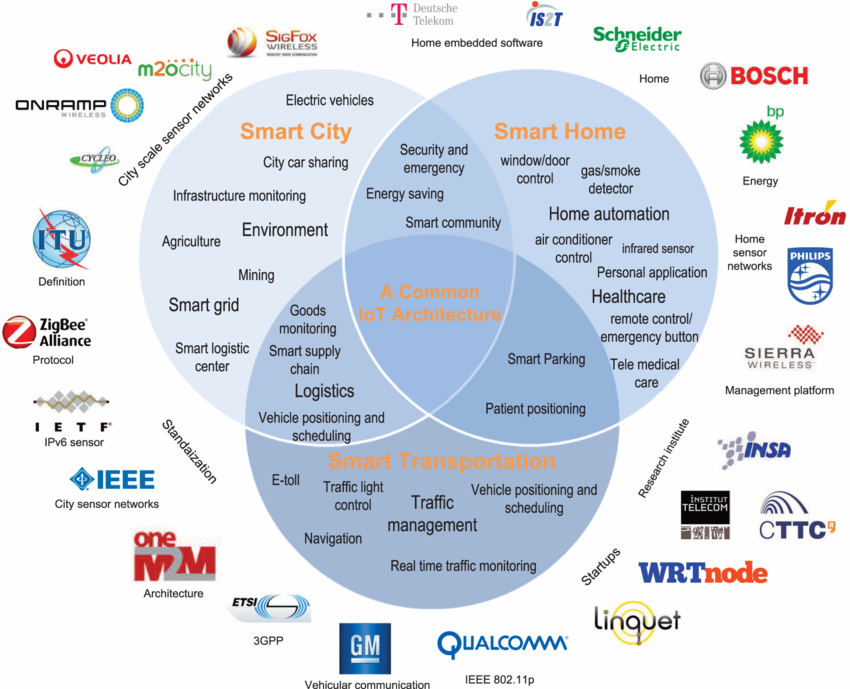 Deutsche
Telekom
IS2T
Home embedded software
Schneider
Electric
Home
BOSCH
bp
Energy
Itrón
Home
sensor
networks
PHILIPS
SIERRA
WIRELESS
Management platform
Research institute
INSA
INSTITUT
TELECOM
CTTC
Startups
WRTnode
linquet
QUALCOMM
IEEE 802.11p
GM
Vehicular communication
ETSI
3GPP
one
M2M
Architecture
IEEE
City sensor networks
Standaization
I E T F
IPv6 sensor
ZigBee
Alliance
Protocol
ITU
Definition
CYCLEO
ONRAMP
WIRELESS
VEOLIA
m2ocity
City scale sensor networks
SIGFOX
WIRELESS
Smart City
Electric vehicles
City car sharing
Infrastructure monitoring
Environment
Agriculture
Mining
Smart grid
Smart logistic
center
Security and
emergency
Energy saving
Smart community
Smart Home
window/door
control
gas/smoke
detector
Home automation
air conditioner
control
infrared sensor
Personal application
Healthcare
remote control/
emergency button
Tele medical
care
A Common
IoT Architecture
Goods
monitoring
Smart supply
chain
Logistics
Vehicle positioning and
scheduling
Smart Parking
Patient positioning
Smart Transportation
E-toll
Traffic light
control
Traffic
management
Vehicle positioning and
scheduling
Navigation
Real time traffic monitoring